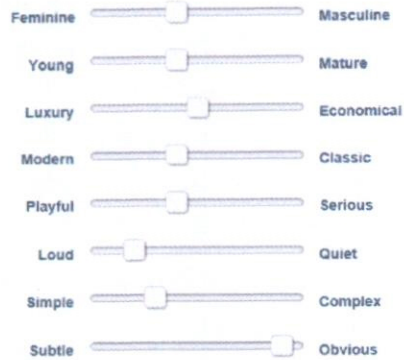 Feminine Masculine
Young Mature
Luxury Economical
Modern Classic
Playful Serious
Loud Quiet
Simple Complex
Subtle Obvious